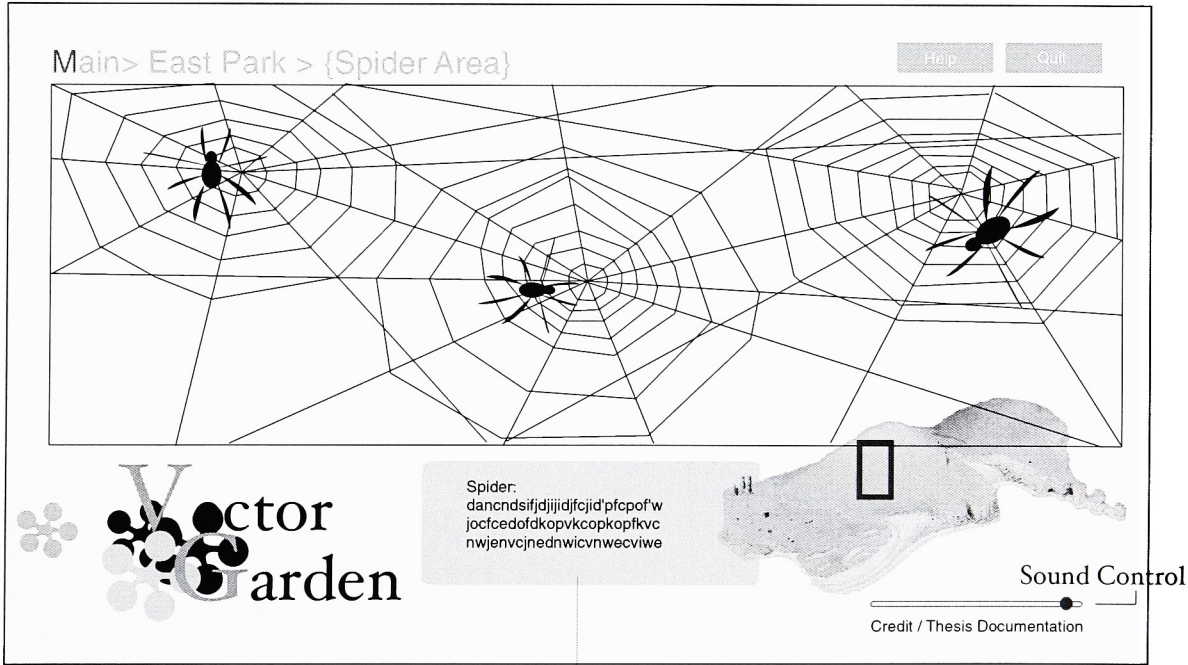 Main> East Park > {Spider Area}
Help
Quit
Vector
Garden
Spider:
dancndsifjdjijidjfcjid'pfcpof'w
jocfcedofdkopvkcopkopfkvc
nwjenvcjnednwicvnwecviwe
Sound Control
Credit / Thesis Documentation